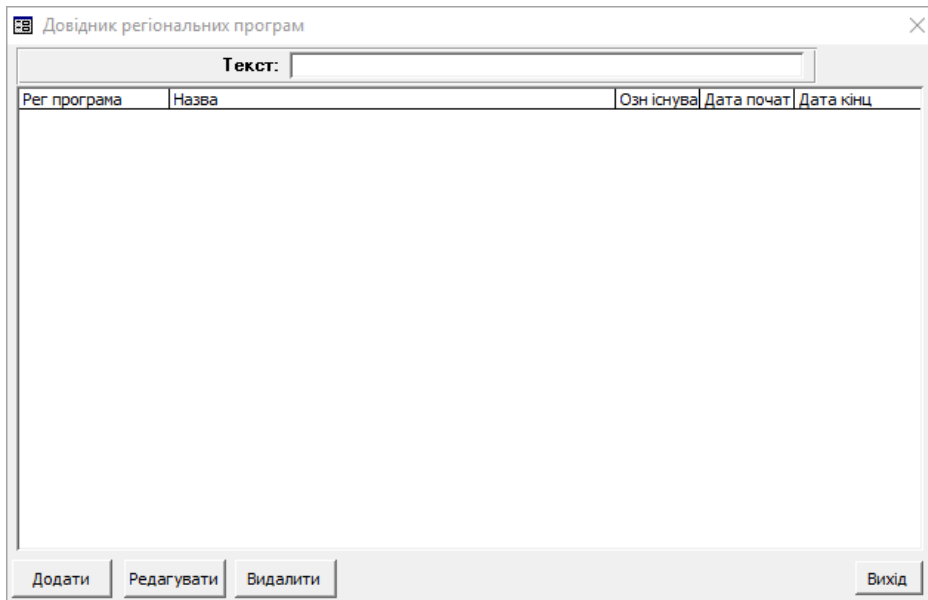 Довідник регіональних програм
Текст:
Рег програма Назва Озн існува Дата почат Дата кінц
Додати Редагувати Видалити Вихід